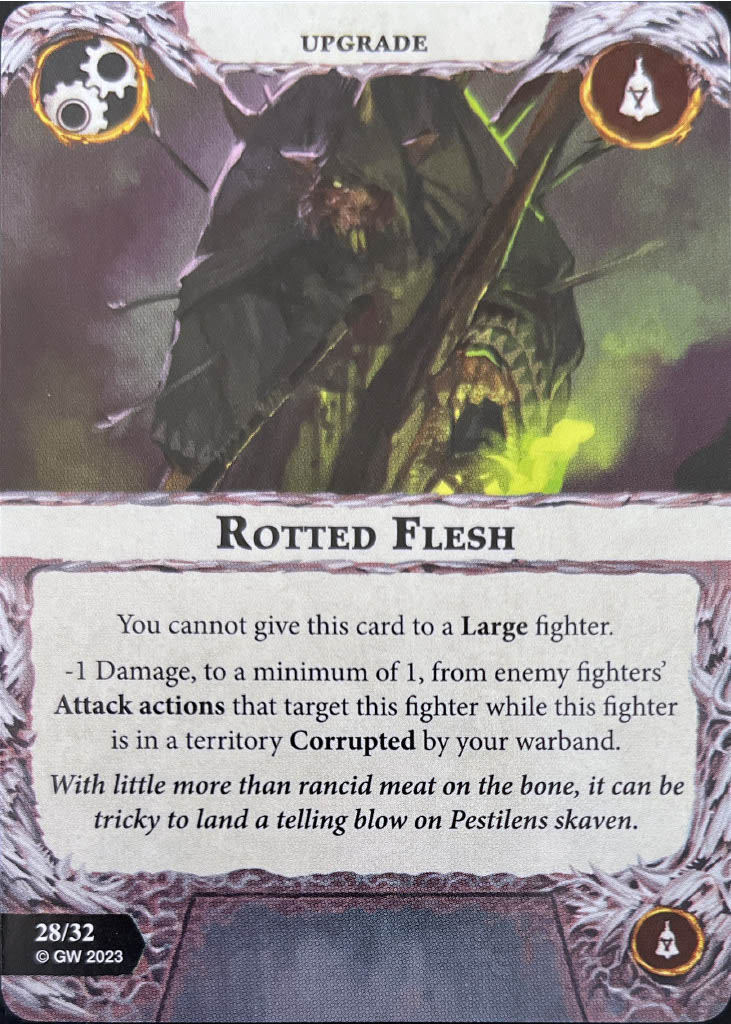 UPGRADE
ROTTED FLESH
You cannot give this card to a Large fighter.
-1 Damage, to a minimum of 1, from enemy fighters’
Attack actions that target this fighter while this fighter
is in a territory Corrupted by your warband.
With little more than rancid meat on the bone, it can be
tricky to land a telling blow on Pestilens skaven.
28/32
© GW 2023